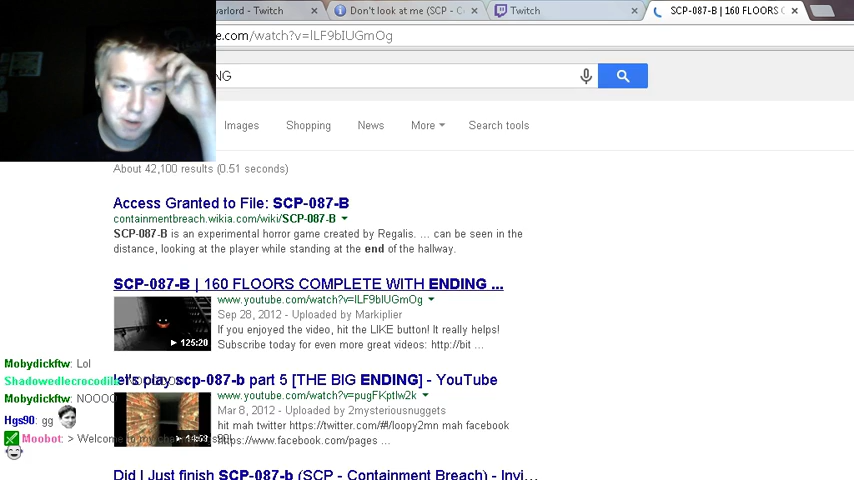 varlord - Twitch
Don't look at me (SCP - C
Twitch
SCP-087-B | 160 FLOORS C
e.com/watch?v=lLF9bIUGmOg
NG
Images
Shopping
News
More
Search tools
About 42,100 results (0.51 seconds)
Access Granted to File: SCP-087-B
containmentbreach.wikia.com/wiki/SCP-087-B
SCP-087-B is an experimental horror game created by Regalis. ... can be seen in the
distance, looking at the player while standing at the end of the hallway.
SCP-087-B | 160 FLOORS COMPLETE WITH ENDING ...
www.youtube.com/watch?v=lLF9bIUGmOg
Sep 28, 2012 - Uploaded by Markiplier
If you enjoyed the video, hit the LIKE button! It really helps!
125:20
Subscribe today for even more great videos: http://bit ...
Mobydickftw: Lol
Shadowedlecrocodile
let's play scp-087-b part 5 [THE BIG ENDING] - YouTube
Mobydickftw: NOOOO
www.youtube.com/watch?v=pugFKptlw2k
Mar 8, 2012 - Uploaded by 2mysteriousnuggets
Hgs90: gg
hit mah twitter https://twitter.com/#!/loopy2mn mah facebook
Moobot: > Welcome to my
14:53
https://www.facebook.com/pages ...
Did I Just finish SCP-087-b (SCP - Containment Breach) - Invi...